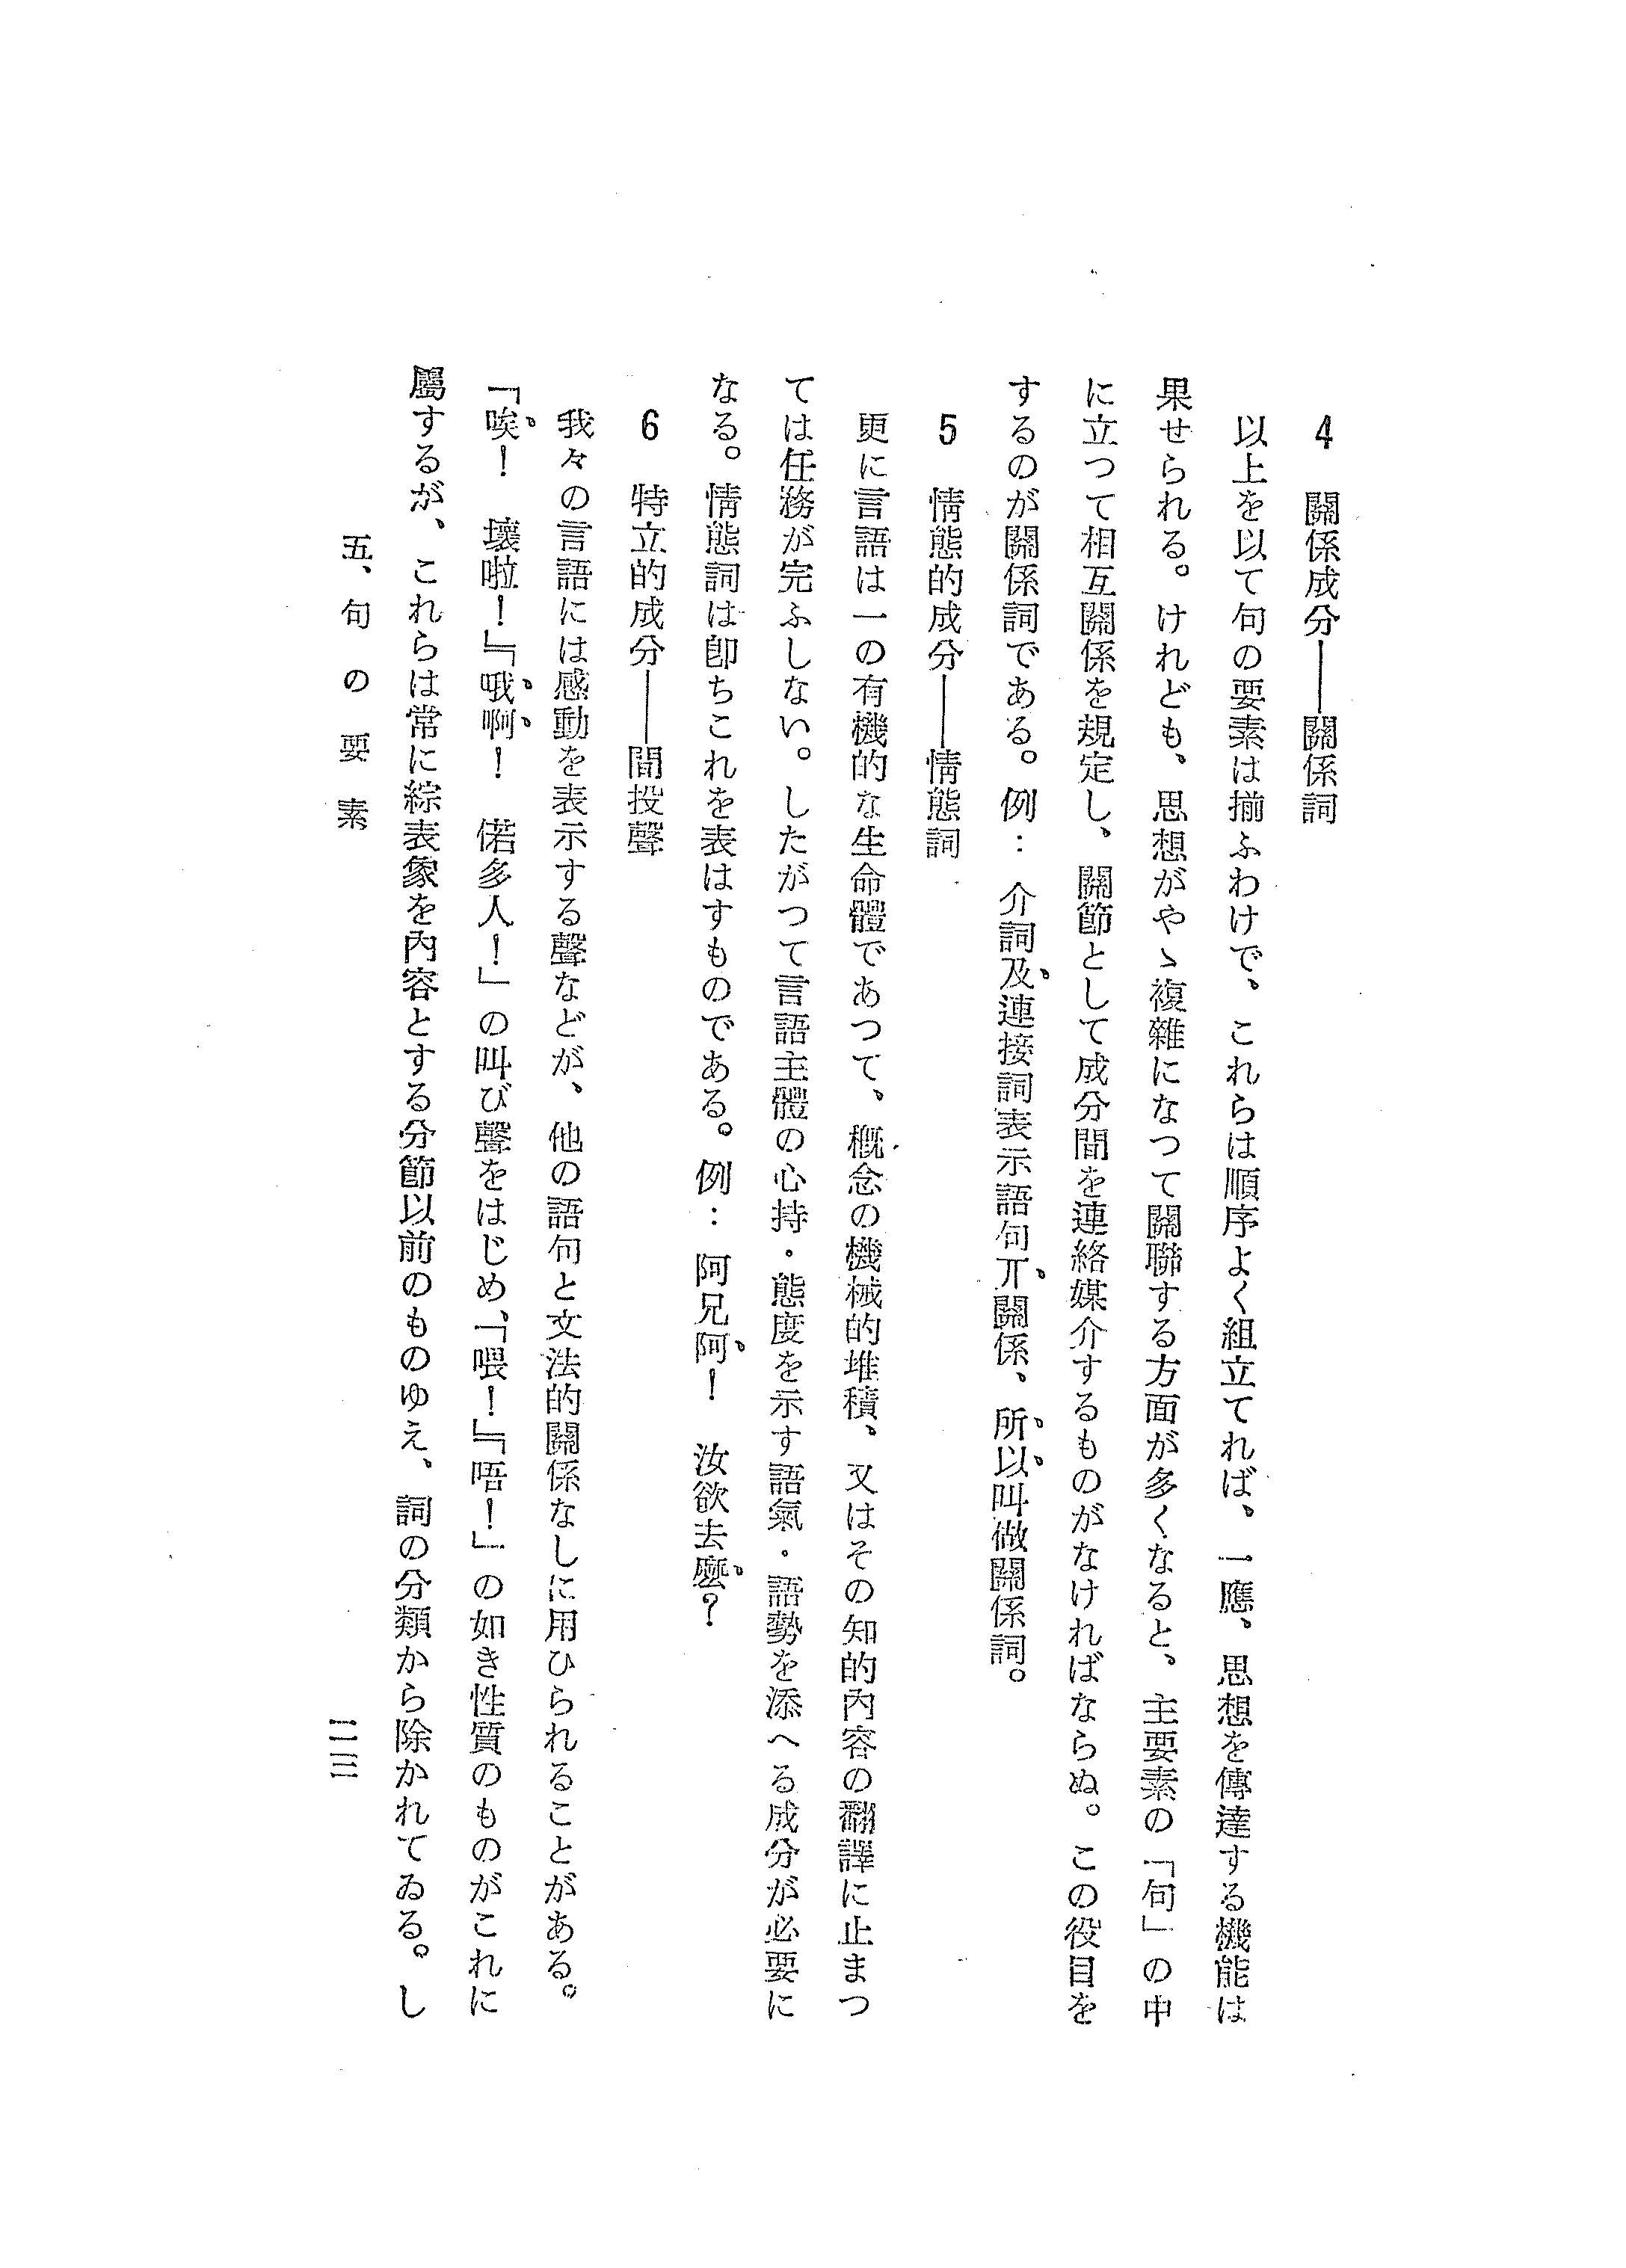 4　關係成分――關係詞
以上を以て句の要素は揃ふわけで、これらは順序よく組立てれば、一應、思想を傳達する機能は
果せられる。けれども、思想がやゝ複雜になつて關聯する方面が多くなると、主要素の「句」の中
に立つて相互關係を規定し、關節として成分間を連絡媒介するものがなければならぬ。この役目を
するのが關係詞である。例：介詞及連接詞表示語句丌關係、所以叫做關係詞。
5　情態的成分――情態詞
更に言語は一の有機的な生命體であつて、概念の機械的堆積、又はその知的內容の翻譯に止まつ
ては任務が完ふしない。したがつて言語主體の心持・態度を示す語氣・語勢を添へる成分が必要に
なる。情態詞は卽ちこれを表はすものである。例：阿兄阿！　汝欲去麽？
6　特立的成分――間投聲
我々の言語には感動を表示する聲などが、他の語句と文法的關係なしに用ひられることがある。
「唉！　壞啦！」「哦啊！　偌多人！」の叫び聲をはじめ、「喂！」「唔！」の如き性質のものがこれに
屬するが、これらは常に綜表象を內容とする分節以前のものゆえ、詞の分類から除かれてゐる。し
五、句の要素
二三